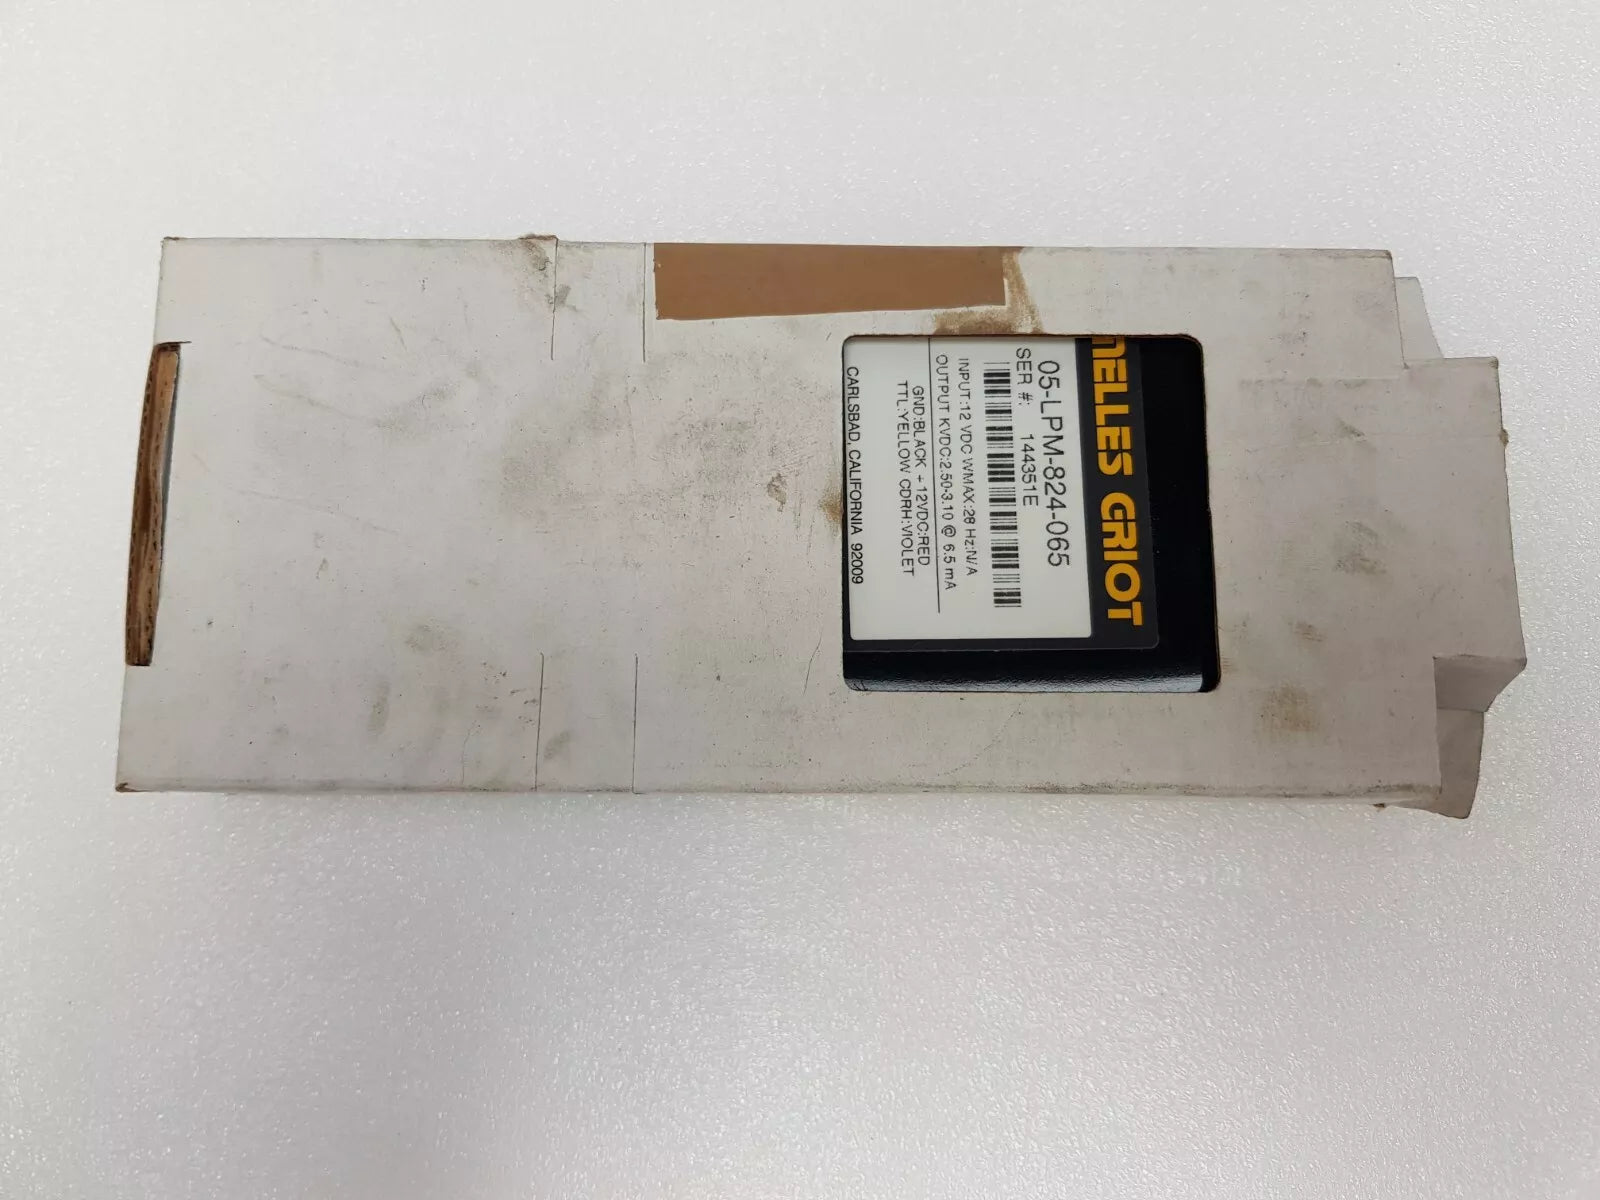 MELLES GRIOT
05-LPM-824-065
SER #: 144351E
INPUT:12 VDC WMAX:28 Hz:N/A
OUTPUT KVDC:2.50-3.10 @ 6.5 mA
GND:BLACK +12VDC:RED
TTL:YELLOW CDRH:VIOLET
CARLSBAD, CALIFORNIA 92009